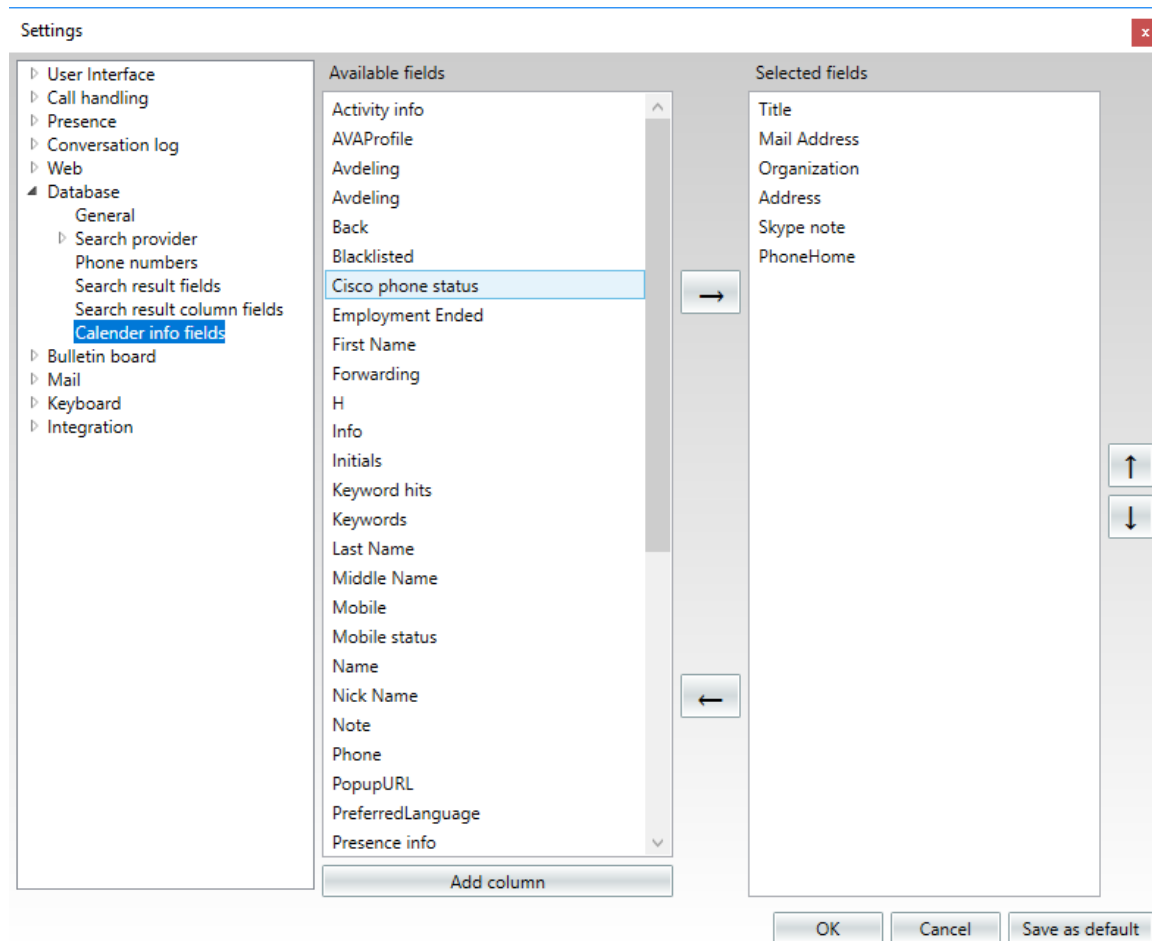 Settings
x
User Interface
Call handling
Presence
Conversation log
Web
Database
General
Search provider
Phone numbers
Search result fields
Search result column fields
Calender info fields
Bulletin board
Mail
Keyboard
Integration
Available fields
Activity info
AVAProfile
Avdeling
Avdeling
Back
Blacklisted
Cisco phone status
Employment Ended
First Name
Forwarding
H
Info
Initials
Keyword hits
Keywords
Last Name
Middle Name
Mobile
Mobile status
Name
Nick Name
Note
Phone
PopupURL
PreferredLanguage
Presence info
Add column
→
←
Selected fields
Title
Mail Address
Organization
Address
Skype note
PhoneHome
↑
↓
OK
Cancel
Save as default